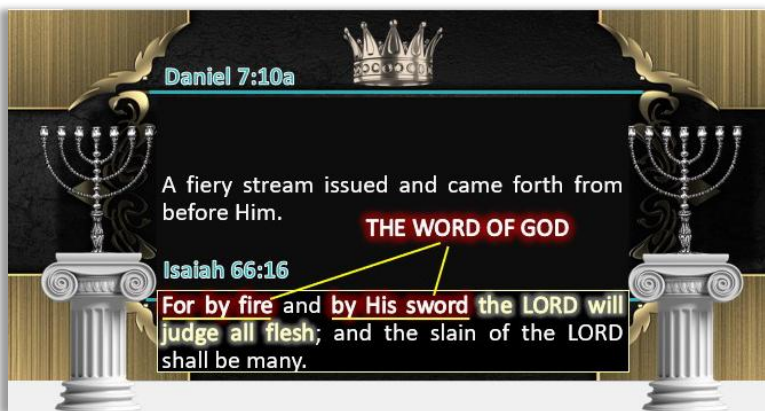 Daniel 7:10a
A fiery stream issued and came forth from
before Him.
THE WORD OF GOD
Isaiah 66:16
For by fire and by His sword the LORD will
judge all flesh; and the slain of the LORD
shall be many.